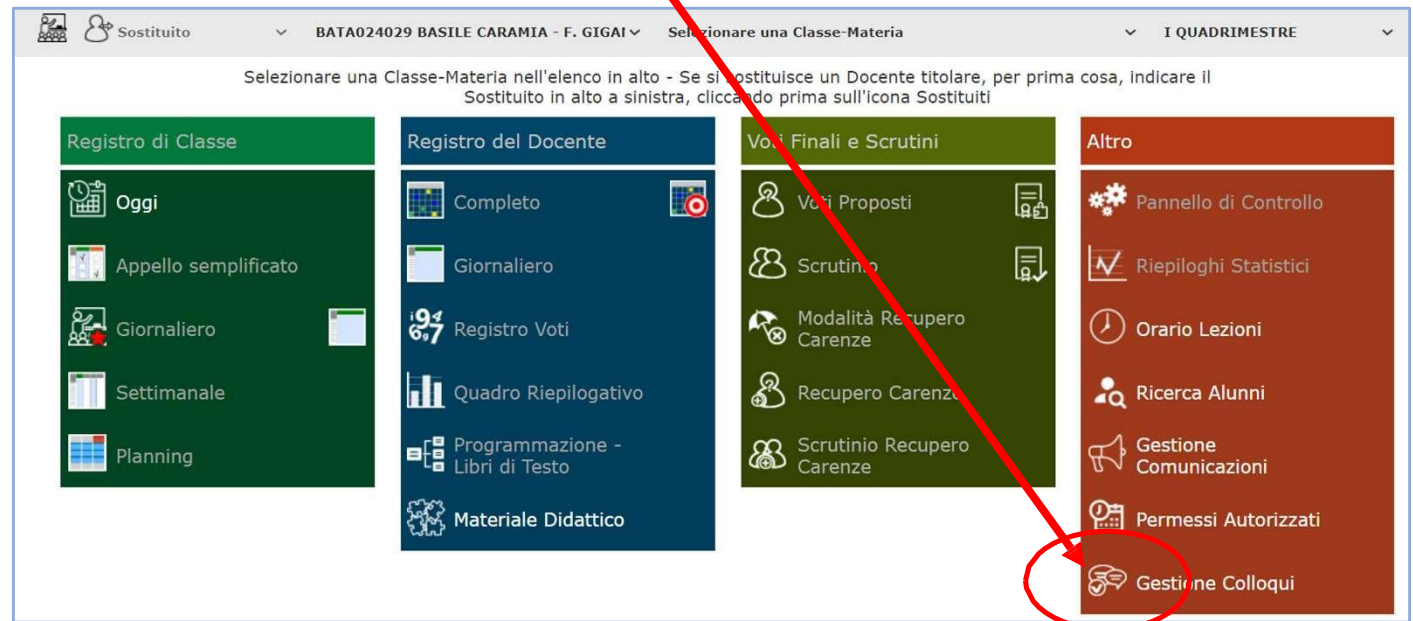 Sostituito
BATA024029 BASILE CARAMIA - F. GIGAI
Selezionare una Classe-Materia
I QUADRIMESTRE
Selezionare una Classe-Materia nell'elenco in alto - Se si sostituisce un Docente titolare, per prima cosa, indicare il
Sostituito in alto a sinistra, cliccando prima sull'icona Sostituiti
Registro di Classe
Oggi
Appello semplificato
Giornaliero
Settimanale
Planning
Registro del Docente
Completo
Giornaliero
Registro Voti
Quadro Riepilogativo
Programmazione -
Libri di Testo
Materiale Didattico
Voti Finali e Scrutini
Voti Proposti
Scrutinio
Modalità Recupero
Carenze
Recupero Carenze
Scrutinio Recupero
Carenze
Altro
Pannello di Controllo
Riepiloghi Statistici
Orario Lezioni
Ricerca Alunni
Gestione
Comunicazioni
Permessi Autorizzati
Gestione Colloqui